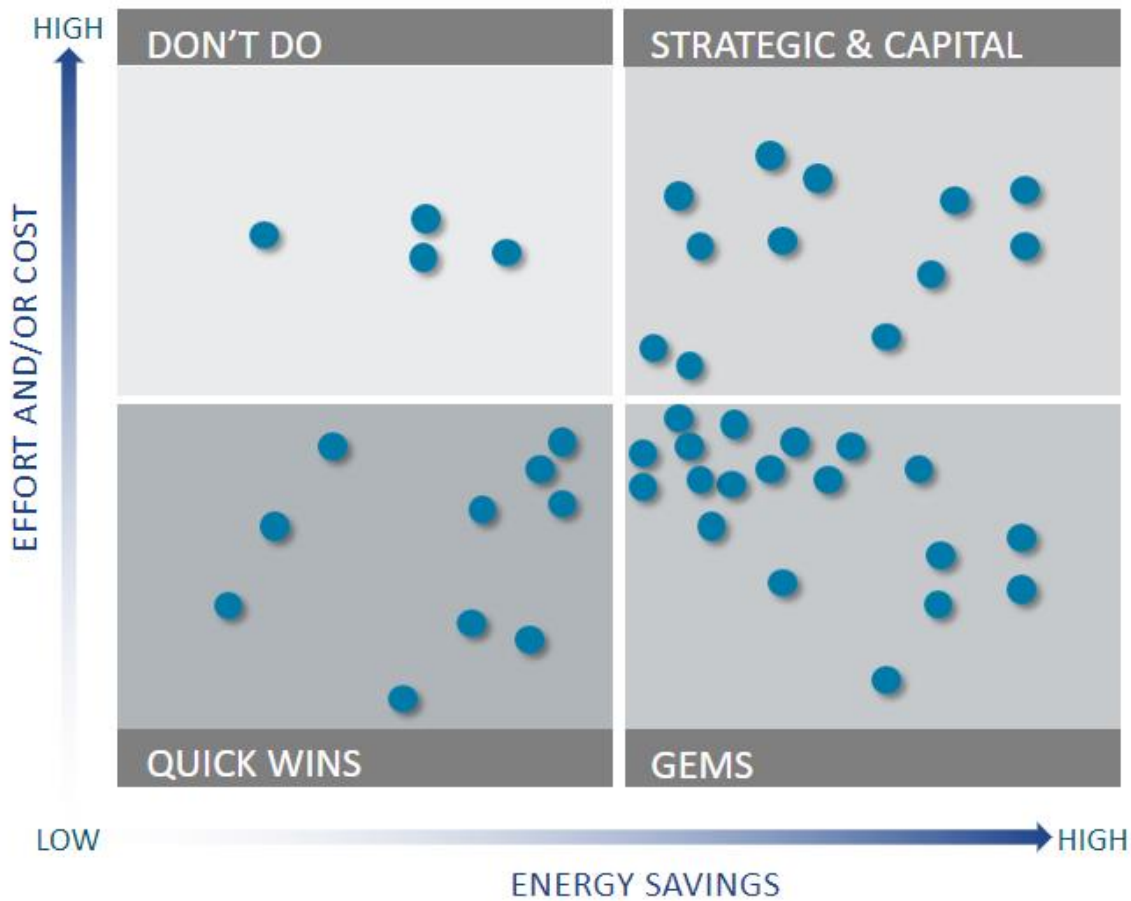 HIGH
DON'T DO
STRATEGIC & CAPITAL
EFFORT AND/OR COST
QUICK WINS
GEMS
LOW
HIGH
ENERGY SAVINGS